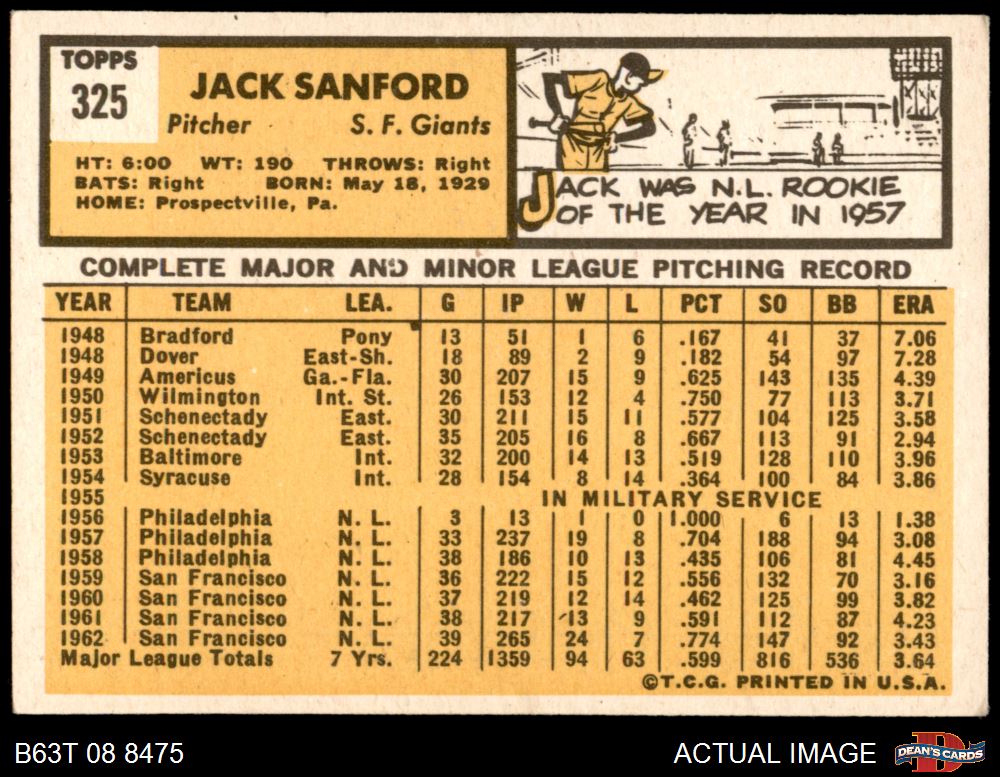 TOPPS
325
JACK SANFORD
Pitcher S. F. Giants
HT: 6:00 WT: 190 THROWS: Right
BATS: Right BORN: May 18, 1929
HOME: Prospectville, Pa.
JACK WAS N.L. ROOKIE
OF THE YEAR IN 1957
COMPLETE MAJOR AND MINOR LEAGUE PITCHING RECORD
YEAR TEAM LEA. G IP W L PCT SO BB ERA
1948 Bradford Pony 13 51 1 6 .167 41 37 7.06
1948 Dover East-Sh. 18 89 2 9 .182 54 97 7.28
1949 Americus Ga.-Fla. 30 207 15 9 .625 143 135 4.39
1950 Wilmington Int. St. 26 153 12 4 .750 77 113 3.71
1951 Schenectady East. 30 211 15 11 .577 104 125 3.58
1952 Schenectady East. 35 205 16 8 .667 113 91 2.94
1953 Baltimore Int. 32 200 14 13 .519 128 110 3.96
1954 Syracuse Int. 28 154 8 14 .364 100 84 3.86
1955 IN MILITARY SERVICE
1956 Philadelphia N. L. 3 13 1 0 1.000 6 13 1.38
1957 Philadelphia N. L. 33 237 19 8 .704 188 94 3.08
1958 Philadelphia N. L. 38 186 10 13 .435 106 81 4.45
1959 San Francisco N. L. 36 222 15 12 .556 132 70 3.16
1960 San Francisco N. L. 37 219 12 14 .462 125 99 3.82
1961 San Francisco N. L. 38 217 13 9 .591 112 87 4.23
1962 San Francisco N. L. 39 265 24 7 .774 147 92 3.43
Major League Totals 7 Yrs. 224 1359 94 63 .599 816 536 3.64
©T.C.G. PRINTED IN U.S.A.
B63T 08 8475 ACTUAL IMAGE DEAN'S CARDS